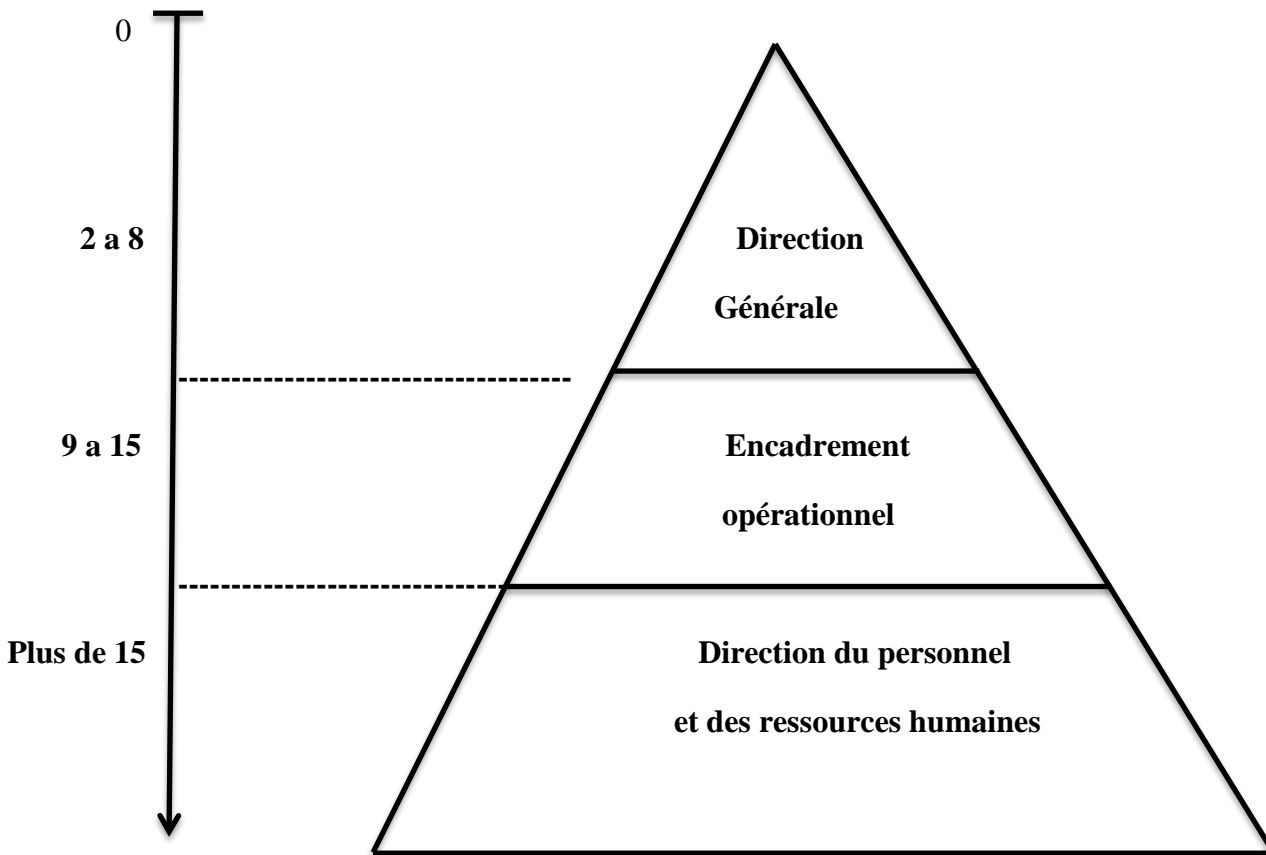 0
2 a 8
Direction
Générale
9 a 15
Encadrement
opérationnel
Plus de 15
Direction du personnel
et des ressources humaines